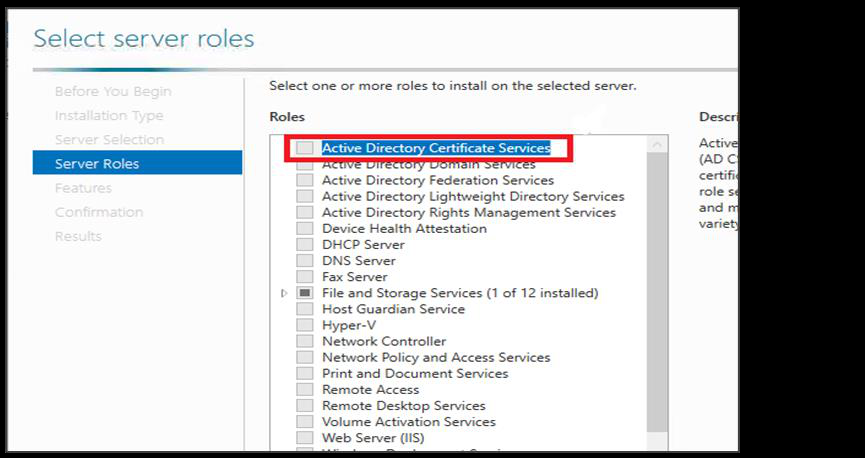 Select server roles
Before You Begin
Installation Type
Server Selection
Server Roles
Features
Confirmation
Results
Select one or more roles to install on the selected server.
Roles
Active Directory Certificate Services
Active Directory Domain Services
Active Directory Federation Services
Active Directory Lightweight Directory Services
Active Directory Rights Management Services
Device Health Attestation
DHCP Server
DNS Server
Fax Server
File and Storage Services (1 of 12 installed)
Host Guardian Service
Hyper-V
Network Controller
Network Policy and Access Services
Print and Document Services
Remote Access
Remote Desktop Services
Volume Activation Services
Web Server (IIS)
Descri
Active
(AD CS
certific
role se
and m
variety